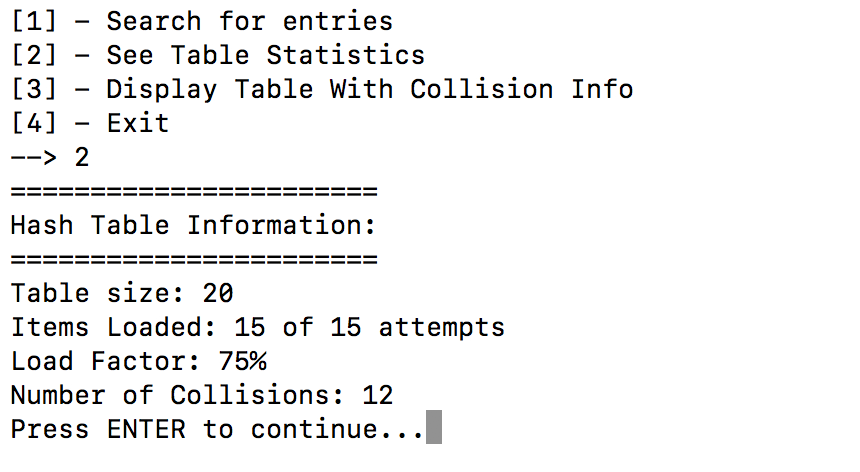 [1] – Search for entries
[2] – See Table Statistics
[3] – Display Table With Collision Info
[4] – Exit
––> 2
=======================
Hash Table Information:
=======================
Table size: 20
Items Loaded: 15 of 15 attempts
Load Factor: 75%
Number of Collisions: 12
Press ENTER to continue...